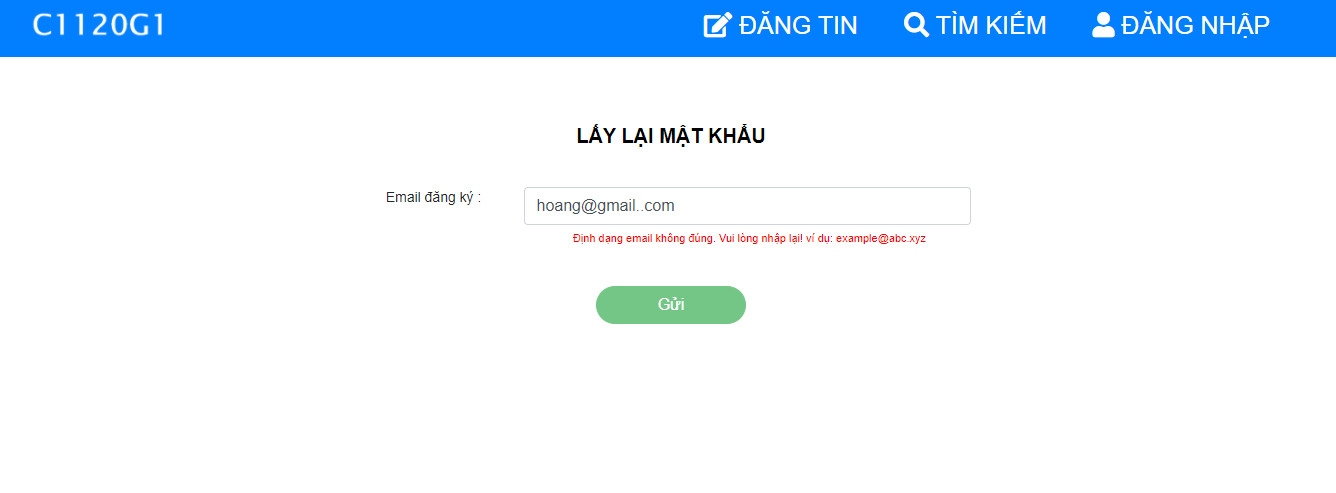 C1120G1 ĐĂNG TIN TÌM KIẾM ĐĂNG NHẬP
LẤY LẠI MẬT KHẨU
Email đăng ký : hoang@gmail..com
Định dạng email không đúng. Vui lòng nhập lại! ví dụ: example@abc.xyz
Gửi